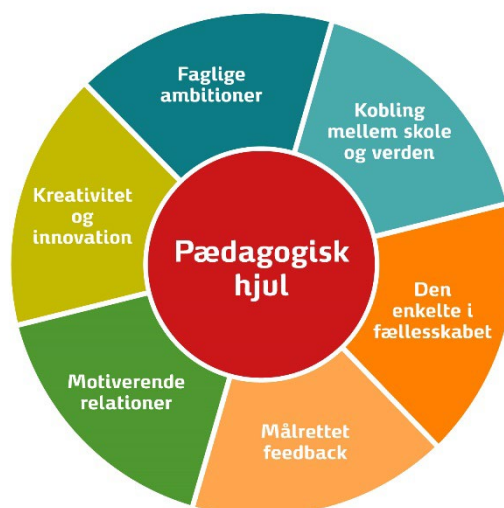 Faglige
ambitioner
Kobling
mellem skole
og verden
Den
enkelte i
fællesskabet
Målrettet
feedback
Motiverende
relationer
Kreativitet
og
innovation
Pædagogisk
hjul